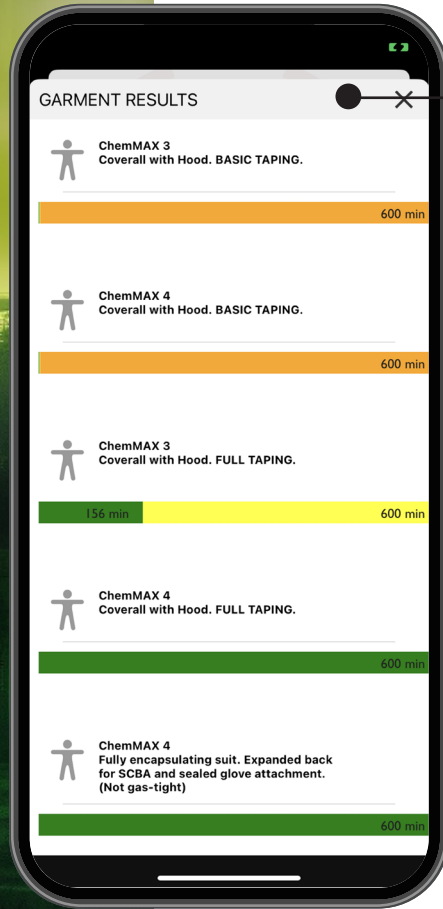 GARMENT RESULTS
ChemMAX 3
Coverall with Hood. BASIC TAPING.
600 min
ChemMAX 4
Coverall with Hood. BASIC TAPING.
600 min
ChemMAX 3
Coverall with Hood. FULL TAPING.
156 min 600 min
ChemMAX 4
Coverall with Hood. FULL TAPING.
600 min
ChemMAX 4
Fully encapsulating suit. Expanded back
for SCBA and sealed glove attachment.
(Not gas-tight)
600 min